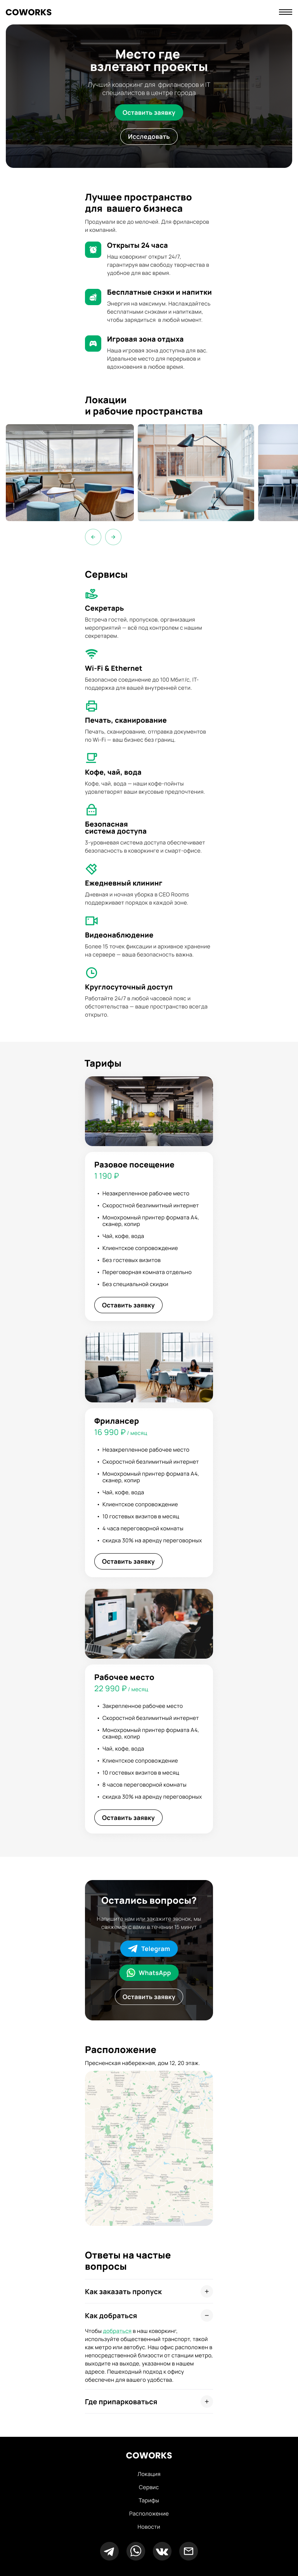 COWORKS
Место где
взлетают проекты
Лучший коворкинг для фрилансеров и IT
специалистов в центре города
Оставить заявку
Исследовать
Лучшее пространство
для вашего бизнеса
Продумали все до мелочей. Для фрилансеров
и компаний.
Открыты 24 часа
Наш коворкинг открыт 24/7,
гарантируя вам свободу творчества в
удобное для вас время.
Бесплатные снэки и напитки
Энергия на максимум. Наслаждайтесь
бесплатными снэками и напитками,
чтобы зарядиться в любой момент.
Игровая зона отдыха
Наша игровая зона доступна для вас.
Идеальное место для перерывов и
вдохновения в любое время.
Локации
и рабочие пространства
Сервисы
Секретарь
Встреча гостей, пропусков, организация
мероприятий — всё под контролем с нашим
секретарем.
Wi-Fi & Ethernet
Безопасное соединение до 100 Мбит/с, IT-
поддержка для вашей внутренней сети.
Печать, сканирование
Печать, сканирование, отправка документов
по Wi-Fi — ваш бизнес без границ.
Кофе, чай, вода
Кофе, чай, вода — наши кофе-пойнты
удовлетворят ваши вкусовые предпочтения.
Безопасная
система доступа
3-уровневая система доступа обеспечивает
безопасность в коворкинге и смарт-офисе.
Ежедневный клининг
Дневная и ночная уборка в CEO Rooms
поддерживает порядок в каждой зоне.
Видеонаблюдение
Более 15 точек фиксации и архивное хранение
на сервере — ваша безопасность важна.
Круглосуточный доступ
Работайте 24/7 в любой часовой пояс и
обстоятельства — ваше пространство всегда
открыто.
Тарифы
Разовое посещение
1 190 ₽
• Незакрепленное рабочее место
• Скоростной безлимитный интернет
• Монохромный принтер формата А4,
сканер, копир
• Чай, кофе, вода
• Клиентское сопровождение
• Без гостевых визитов
• Переговорная комната отдельно
• Без специальной скидки
Оставить заявку
Фрилансер
16 990 ₽ / месяц
• Незакрепленное рабочее место
• Скоростной безлимитный интернет
• Монохромный принтер формата А4,
сканер, копир
• Чай, кофе, вода
• Клиентское сопровождение
• 10 гостевых визитов в месяц
• 4 часа переговорной комнаты
• скидка 30% на аренду переговорных
Оставить заявку
Рабочее место
22 990 ₽ / месяц
• Закрепленное рабочее место
• Скоростной безлимитный интернет
• Монохромный принтер формата А4,
сканер, копир
• Чай, кофе, вода
• Клиентское сопровождение
• 10 гостевых визитов в месяц
• 8 часов переговорной комнаты
• скидка 30% на аренду переговорных
Оставить заявку
Остались вопросы?
Напишите нам или закажите звонок, мы
свяжемся с вами в течении 15 минут
Telegram
WhatsApp
Оставить заявку
Расположение
Пресненская набережная, дом 12, 20 этаж.
Ответы на частые
вопросы
Как заказать пропуск
Как добраться
Чтобы добраться в наш коворкинг,
используйте общественный транспорт, такой
как метро или автобус. Наш офис расположен в
непосредственной близости от станции метро,
выходите на выходе, указанном в нашем
адресе. Пешеходный подход к офису
обеспечен для вашего удобства.
Где припарковаться
COWORKS
Локация
Сервис
Тарифы
Расположение
Новости